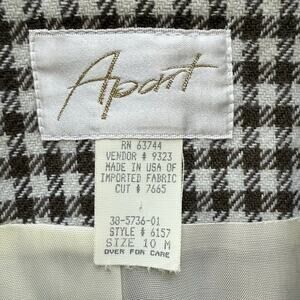 Apart
RN 63744
VENDOR # 9323
MADE IN USA OF
IMPORTED FABRIC
CUT # 7665
38-5736-01
STYLE # 6157
SIZE 10 M
OVER FOR CARE